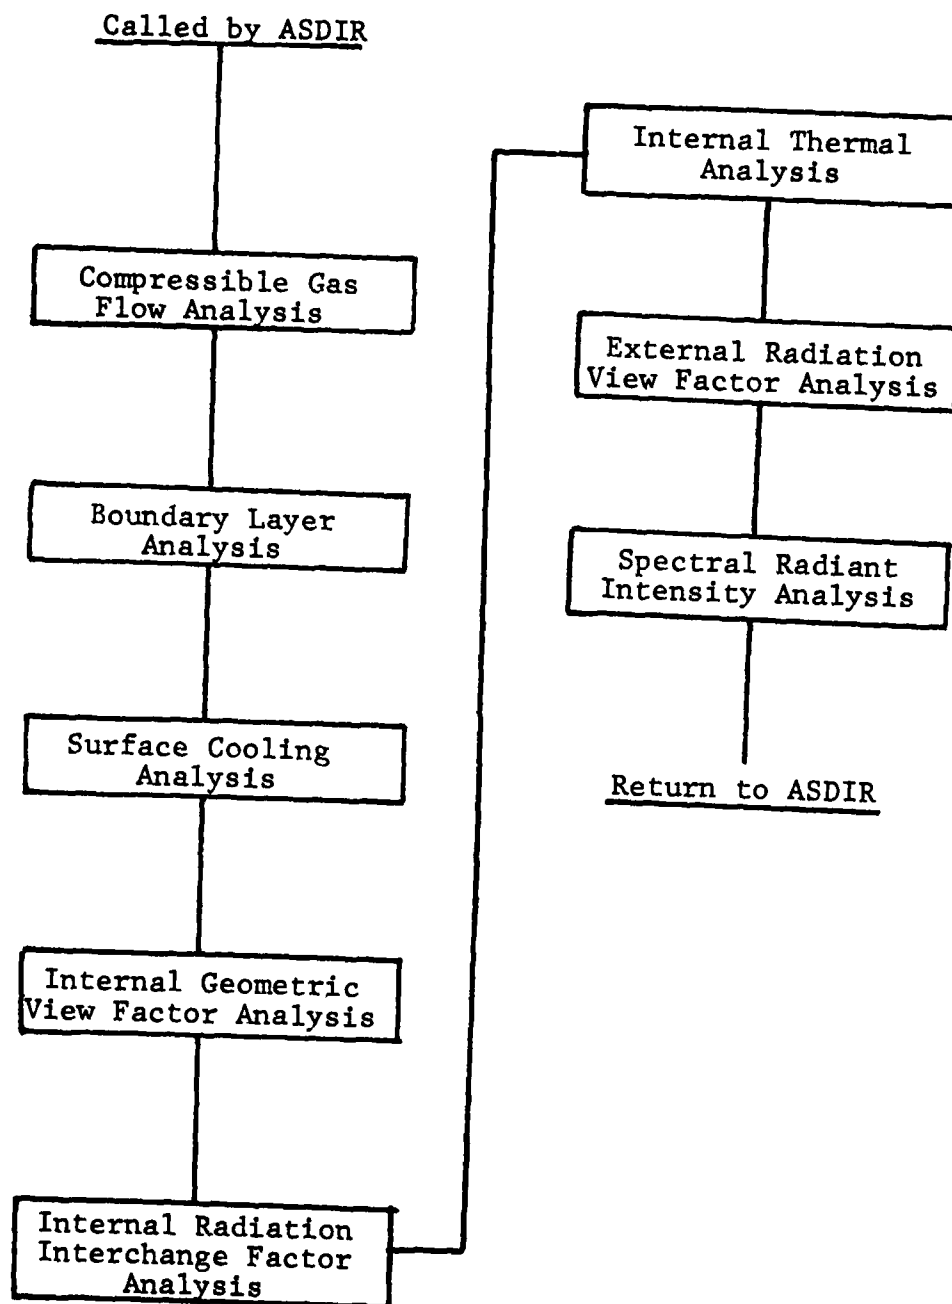 Called by ASDIR
Compressible Gas
Flow Analysis
Boundary Layer
Analysis
Surface Cooling
Analysis
Internal Geometric
View Factor Analysis
Internal Radiation
Interchange Factor
Analysis
Internal Thermal
Analysis
External Radiation
View Factor Analysis
Spectral Radiant
Intensity Analysis
Return to ASDIR